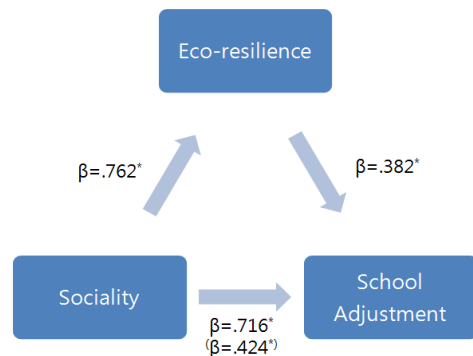 Eco-resilience
β=.762*
β=.382*
Sociality
School
Adjustment
β=.716*
(β=.424*)